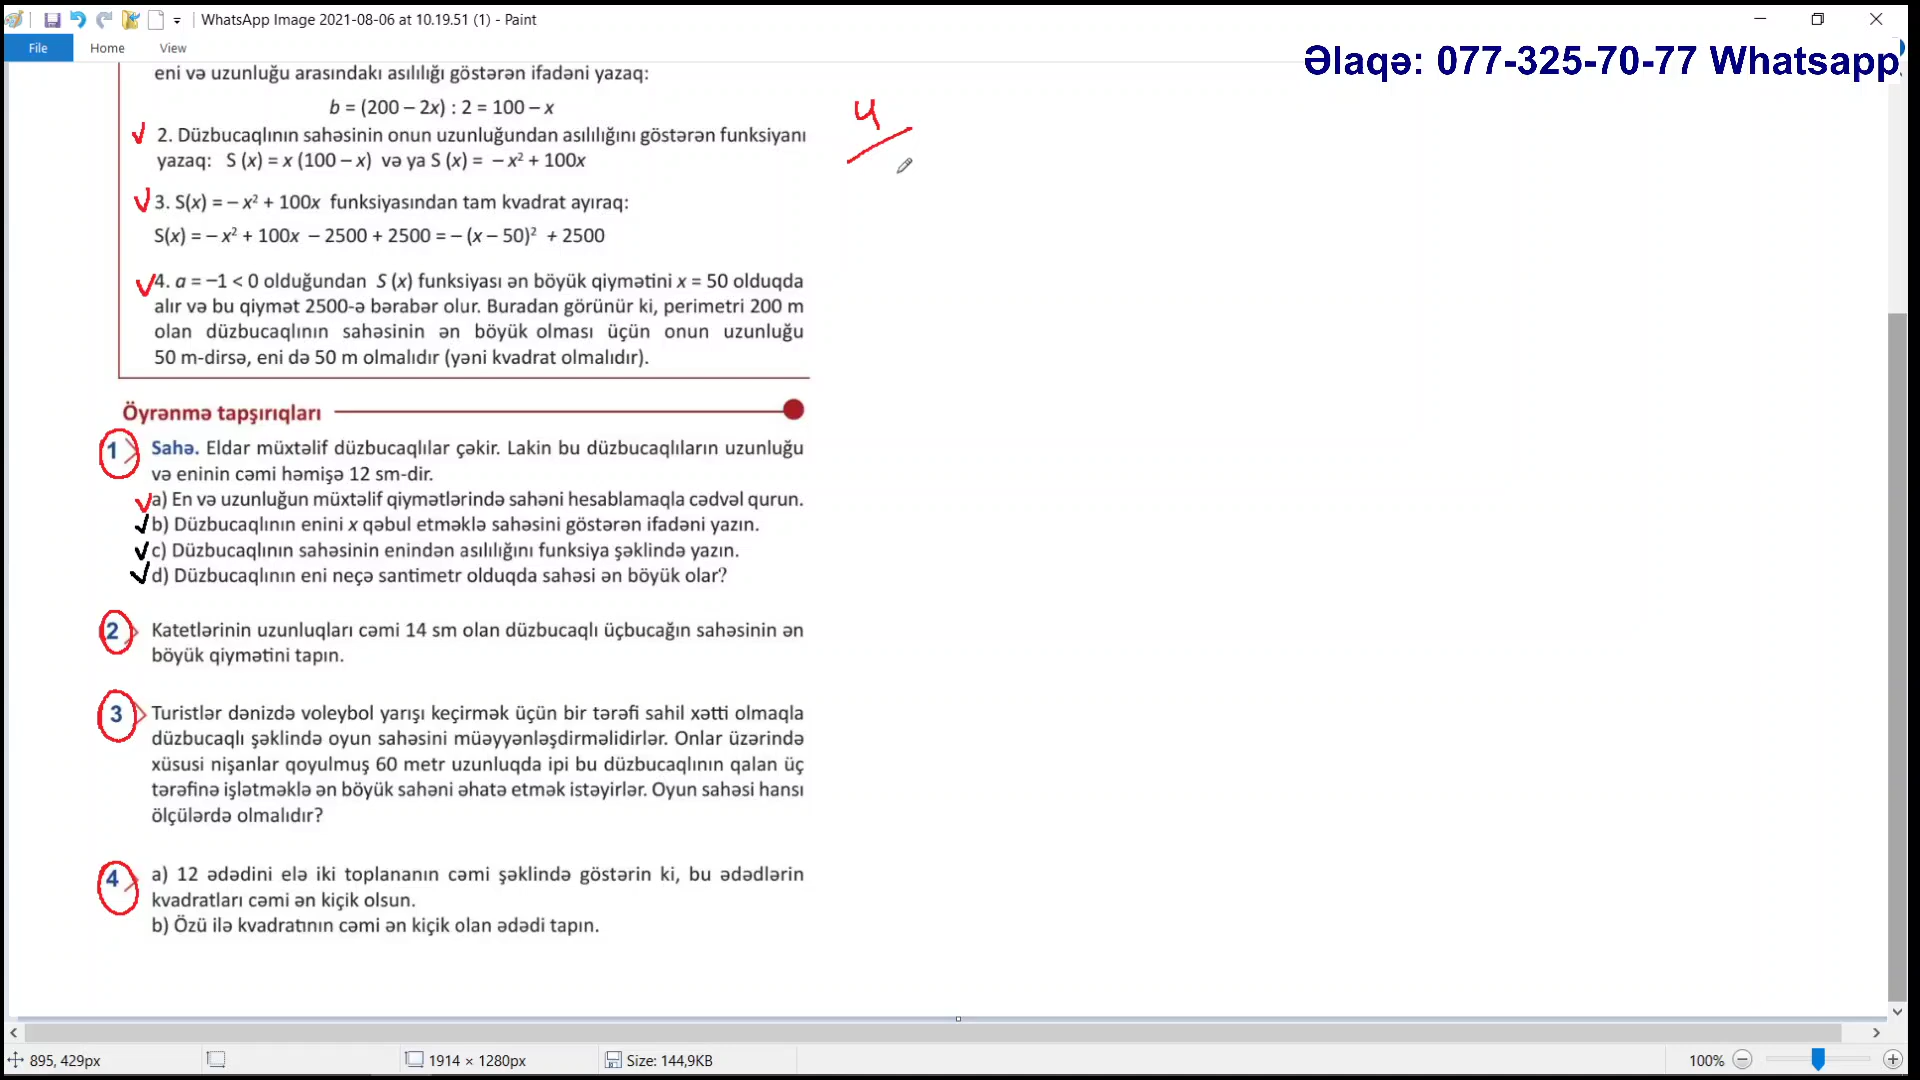 WhatsApp Image 2021-08-06 at 10.19.51 (1) - Paint
File Home View
Əlaqə: 077-325-70-77 Whatsapp
eni və uzunluğu arasındakı asılılığı göstərən ifadəni yazaq:
b = (200 – 2x) : 2 = 100 – x
4
2. Düzbucaqlının sahəsinin onun uzunluğundan asılılığını göstərən funksiyanı
yazaq: S (x) = x (100 – x) və ya S (x) = – x² + 100x
3. S(x) = – x² + 100x funksiyasından tam kvadrat ayıraq:
S(x) = – x² + 100x – 2500 + 2500 = – (x – 50)² + 2500
4. a = –1 < 0 olduğundan S (x) funksiyası ən böyük qiymətini x = 50 olduqda
alır və bu qiymət 2500-ə bərabər olur. Buradan görünür ki, perimetri 200 m
olan düzbucaqlının sahəsinin ən böyük olması üçün onun uzunluğu
50 m-dirsə, eni də 50 m olmalıdır (yəni kvadrat olmalıdır).
Öyrənmə tapşırıqları
1 Sahə. Eldar müxtəlif düzbucaqlılar çəkir. Lakin bu düzbucaqlıların uzunluğu
və eninin cəmi həmişə 12 sm-dir.
a) En və uzunluğun müxtəlif qiymətlərində sahəni hesablamaqla cədvəl qurun.
b) Düzbucaqlının enini x qəbul etməklə sahəsini göstərən ifadəni yazın.
c) Düzbucaqlının sahəsinin enindən asılılığını funksiya şəklində yazın.
d) Düzbucaqlının eni neçə santimetr olduqda sahəsi ən böyük olar?
2 Katetlərinin uzunluqları cəmi 14 sm olan düzbucaqlı üçbucağın sahəsinin ən
böyük qiymətini tapın.
3 Turistlər dənizdə voleybol yarışı keçirmək üçün bir tərəfi sahil xətti olmaqla
düzbucaqlı şəklində oyun sahəsini müəyyənləşdirməlidirlər. Onlar üzərində
xüsusi nişanlar qoyulmuş 60 metr uzunluqda ipi bu düzbucaqlının qalan üç
tərəfinə işlətməklə ən böyük sahəni əhatə etmək istəyirlər. Oyun sahəsi hansı
ölçülərdə olmalıdır?
4 a) 12 ədədini elə iki toplananın cəmi şəklində göstərin ki, bu ədədlərin
kvadratları cəmi ən kiçik olsun.
b) Özü ilə kvadratının cəmi ən kiçik olan ədədi tapın.
895, 429px 1914 × 1280px Size: 144,9KB 100%